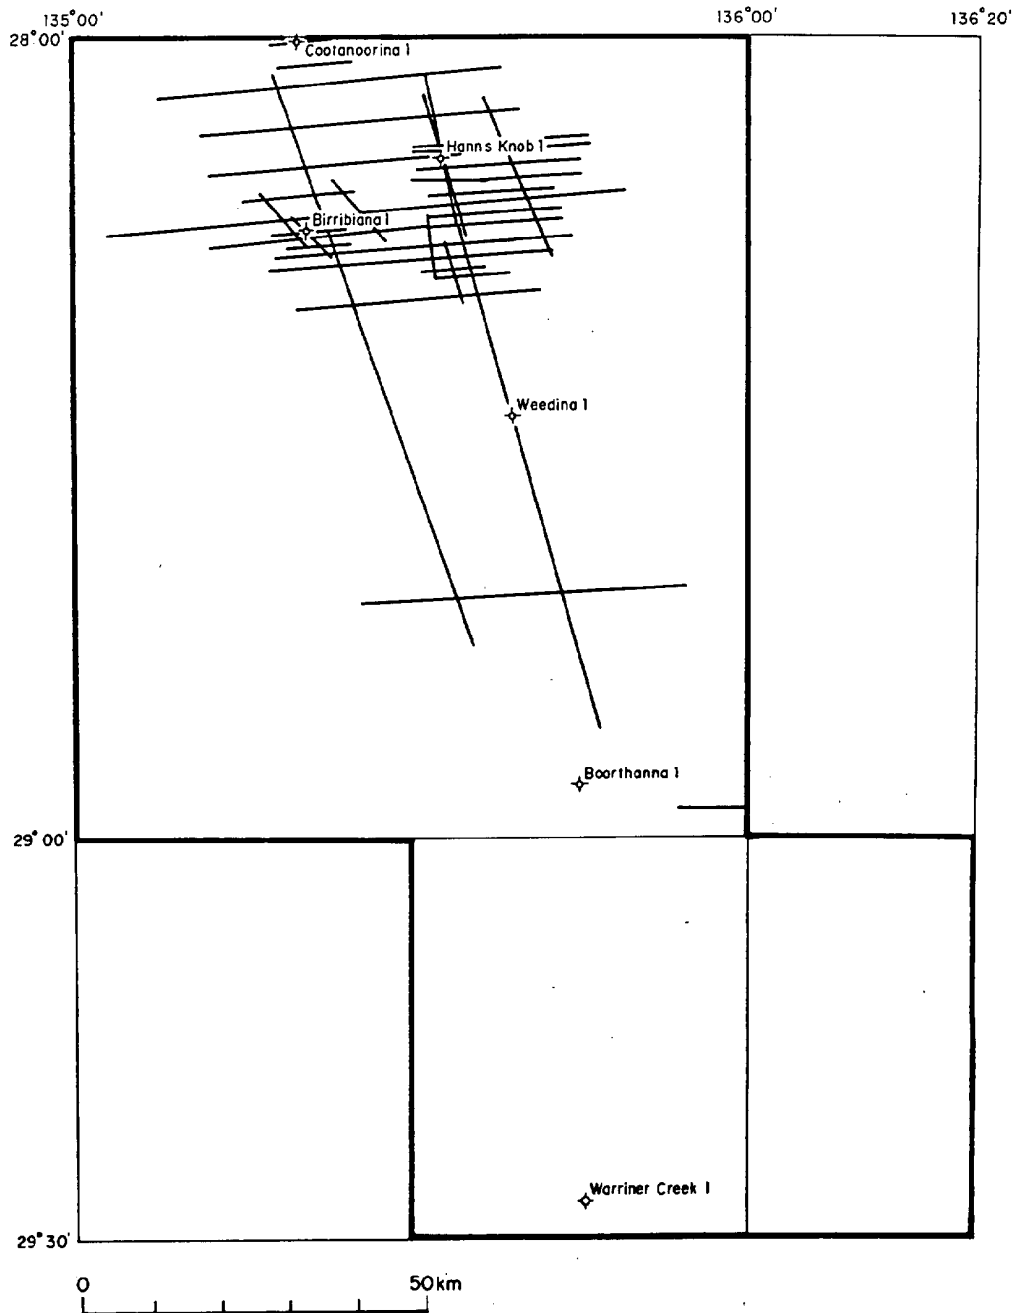 135°00'
136°00'
136°20'
28°00'
Cootanoorina 1
Hann's Knob 1
Birribiana 1
Weedina 1
Boorthanna 1
29°00'
Warriner Creek 1
29°30'
0
50km